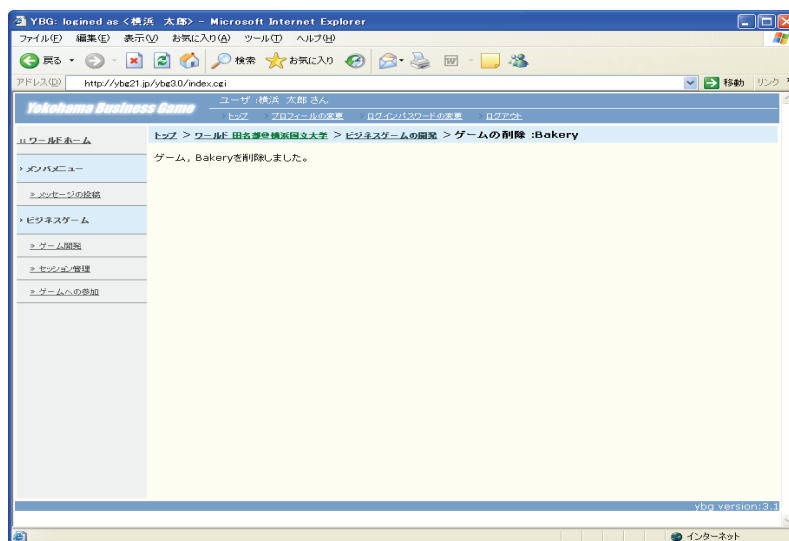 YBG: logined as <横浜 太郎> - Microsoft Internet Explorer
ファイル(F) 編集(E) 表示(V) お気に入り(A) ツール(T) ヘルプ(H)
戻る 検索 お気に入り
アドレス(D) http://ybg21.jp/ybg3.0/index.cgi 移動 リンク
Yokohama Business Game
ユーザ :横浜 太郎 さん
トップ プロフィールの変更 ログインパスワードの変更 ログアウト
:: ワールドホーム
トップ > ワールド 田名部@横浜国立大学 > ビジネスゲームの開発 > ゲームの削除 :Bakery
ゲーム, Bakeryを削除しました。
› メンバメニュー
» メッセージの投稿
› ビジネスゲーム
» ゲーム開発
» セッション管理
» ゲームへの参加
ybg version:3.1
インターネット